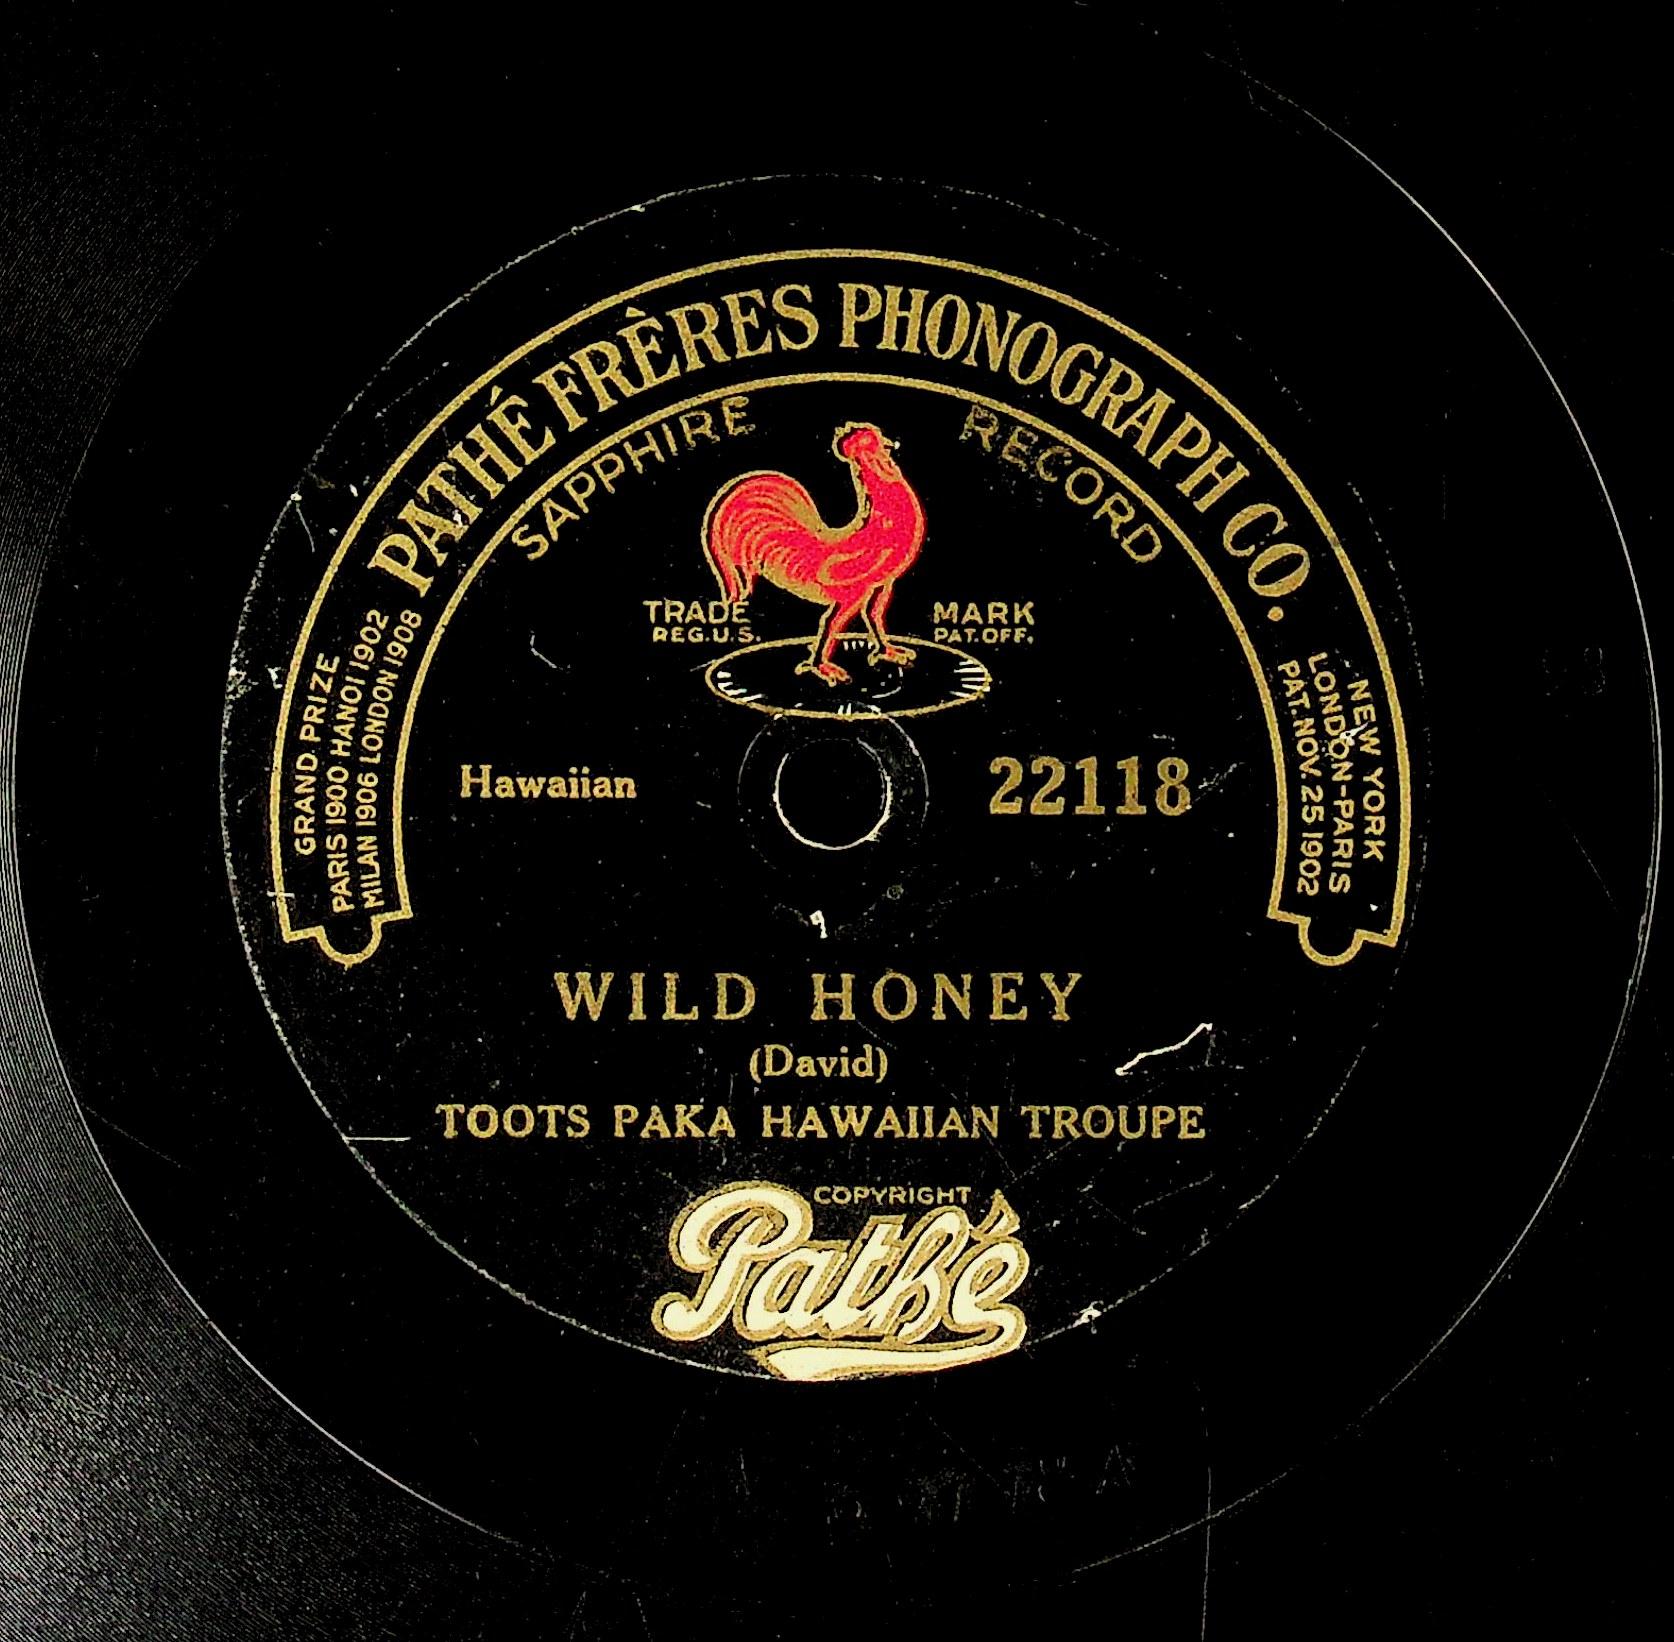 PATHÉ FRÈRES PHONOGRAPH CO.
GRAND PRIZE
PARIS 1900 HANOI 1902
MILAN 1906 LONDON 1908
NEW YORK
LONDON-PARIS
PAT. NOV. 25 1902
SAPPHIRE RECORD
TRADE MARK
REG. U.S. PAT. OFF.
Hawaiian 22118
WILD HONEY
(David)
TOOTS PAKA HAWAIIAN TROUPE
COPYRIGHT
Pathé